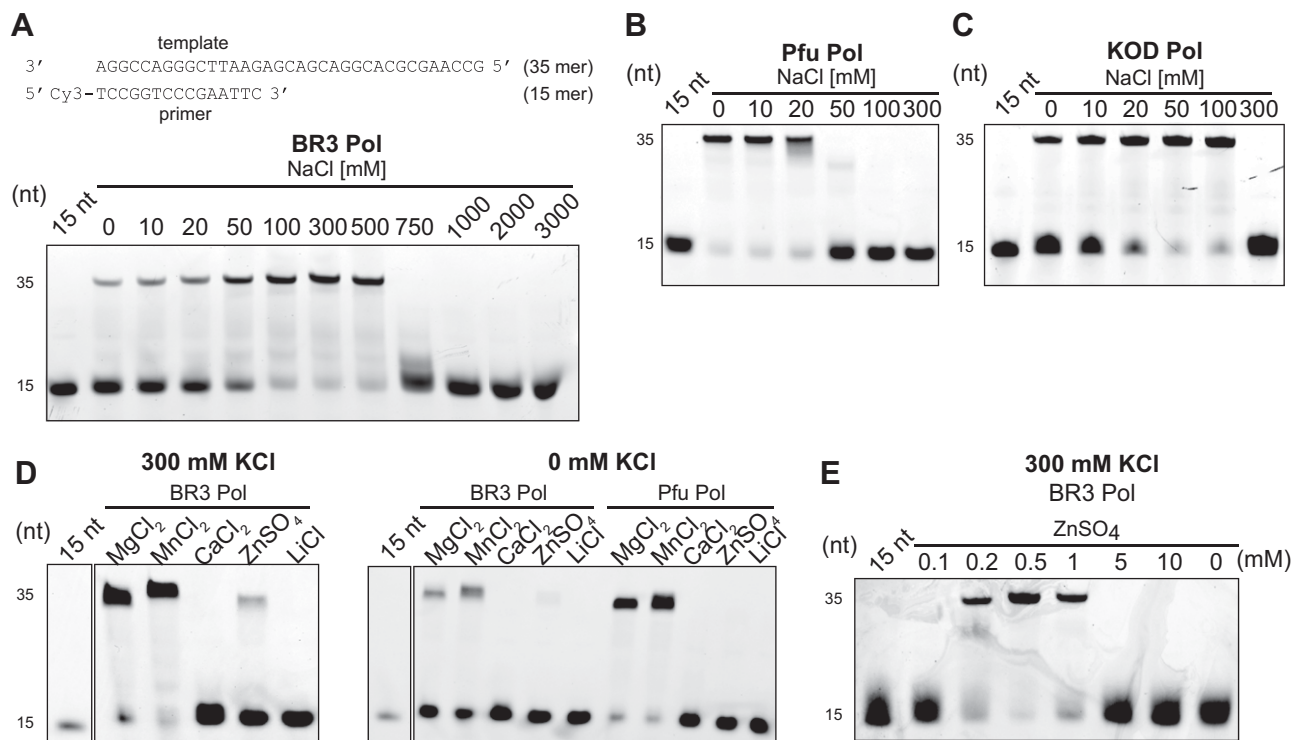 A
template
3′ AGGCCAGGGCTTAAGAGCAGCAGGCACGCGAACCG 5′ (35 mer)
5′ Cy3-TCCGGTCCCGAATTC 3′ (15 mer)
primer
BR3 Pol
NaCl [mM]
(nt) 15 nt 0 10 20 50 100 300 500 750 1000 2000 3000
35
15
B
Pfu Pol
NaCl [mM]
(nt) 15 nt 0 10 20 50 100 300
35
15
C
KOD Pol
NaCl [mM]
(nt) 15 nt 0 10 20 50 100 300
35
15
D
300 mM KCl
BR3 Pol
(nt) 15 nt MgCl2 MnCl2 CaCl2 ZnSO4 LiCl
35
15
0 mM KCl
BR3 Pol Pfu Pol
15 nt MgCl2 MnCl2 CaCl2 ZnSO4 LiCl MgCl2 MnCl2 CaCl2 ZnSO4 LiCl
E
300 mM KCl
BR3 Pol
ZnSO4
(nt) 15 nt 0.1 0.2 0.5 1 5 10 0 (mM)
35
15